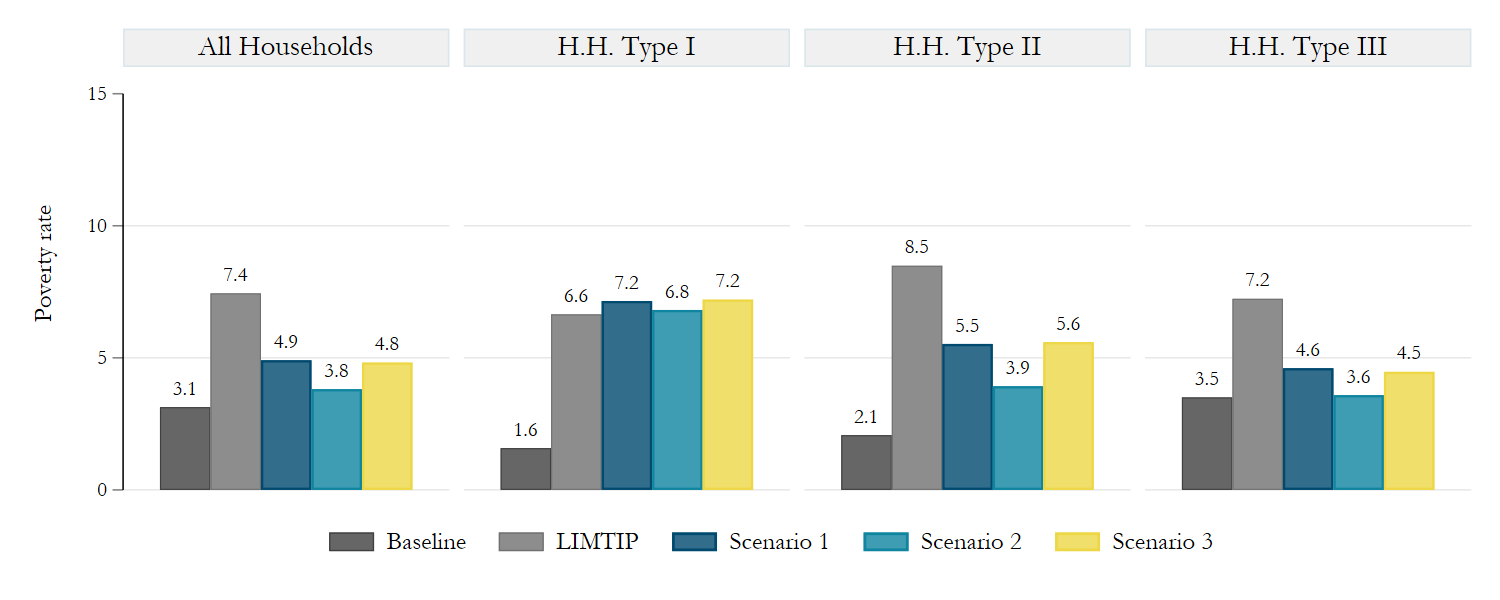 All Households H.H. Type I H.H. Type II H.H. Type III
Poverty rate
15
10
5
0
3.1 7.4 4.9 3.8 4.8
1.6 6.6 7.2 6.8 7.2
2.1 8.5 5.5 3.9 5.6
3.5 7.2 4.6 3.6 4.5
Baseline LIMTIP Scenario 1 Scenario 2 Scenario 3